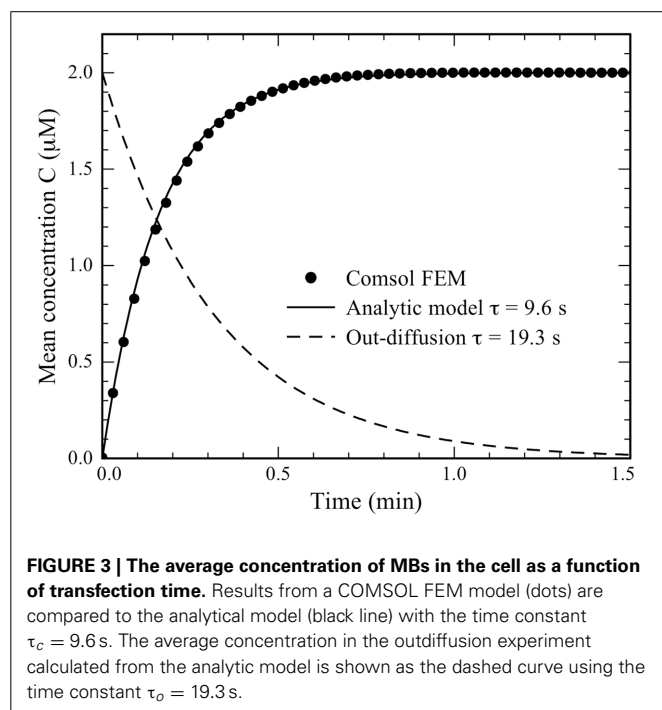 2.0
1.5
1.0
0.5
0.0
Mean concentration C (μM)
Comsol FEM
Analytic model τ = 9.6 s
Out-diffusion τ = 19.3 s
0.0 0.5 1.0 1.5
Time (min)
FIGURE 3 | The average concentration of MBs in the cell as a function
of transfection time. Results from a COMSOL FEM model (dots) are
compared to the analytical model (black line) with the time constant
τc = 9.6 s. The average concentration in the outdiffusion experiment
calculated from the analytic model is shown as the dashed curve using the
time constant τo = 19.3 s.